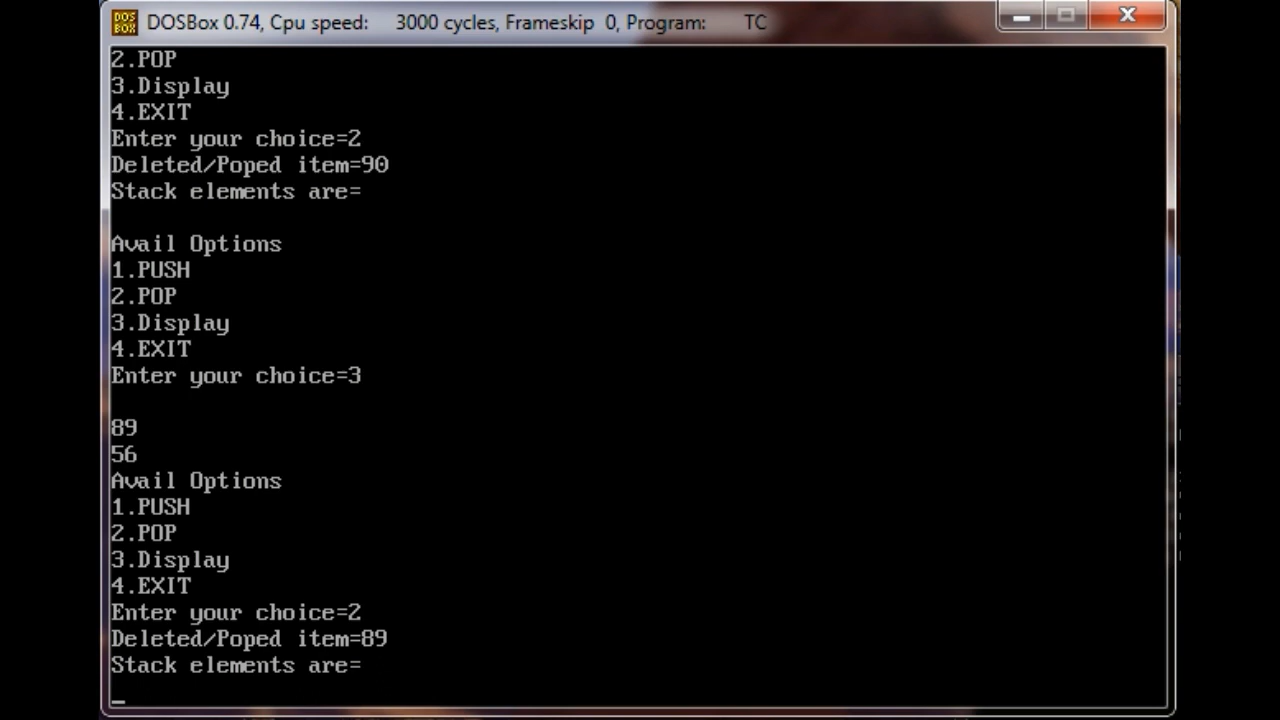 DOSBox 0.74, Cpu speed: 3000 cycles, Frameskip 0, Program: TC
2.POP
3.Display
4.EXIT
Enter your choice=2
Deleted/Poped item=90
Stack elements are=
Avail Options
1.PUSH
2.POP
3.Display
4.EXIT
Enter your choice=3
89
56
Avail Options
1.PUSH
2.POP
3.Display
4.EXIT
Enter your choice=2
Deleted/Poped item=89
Stack elements are=